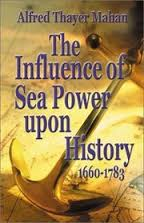 Alfred Thayer Mahan
The
Influence of
Sea Power
upon
History
1660-1783